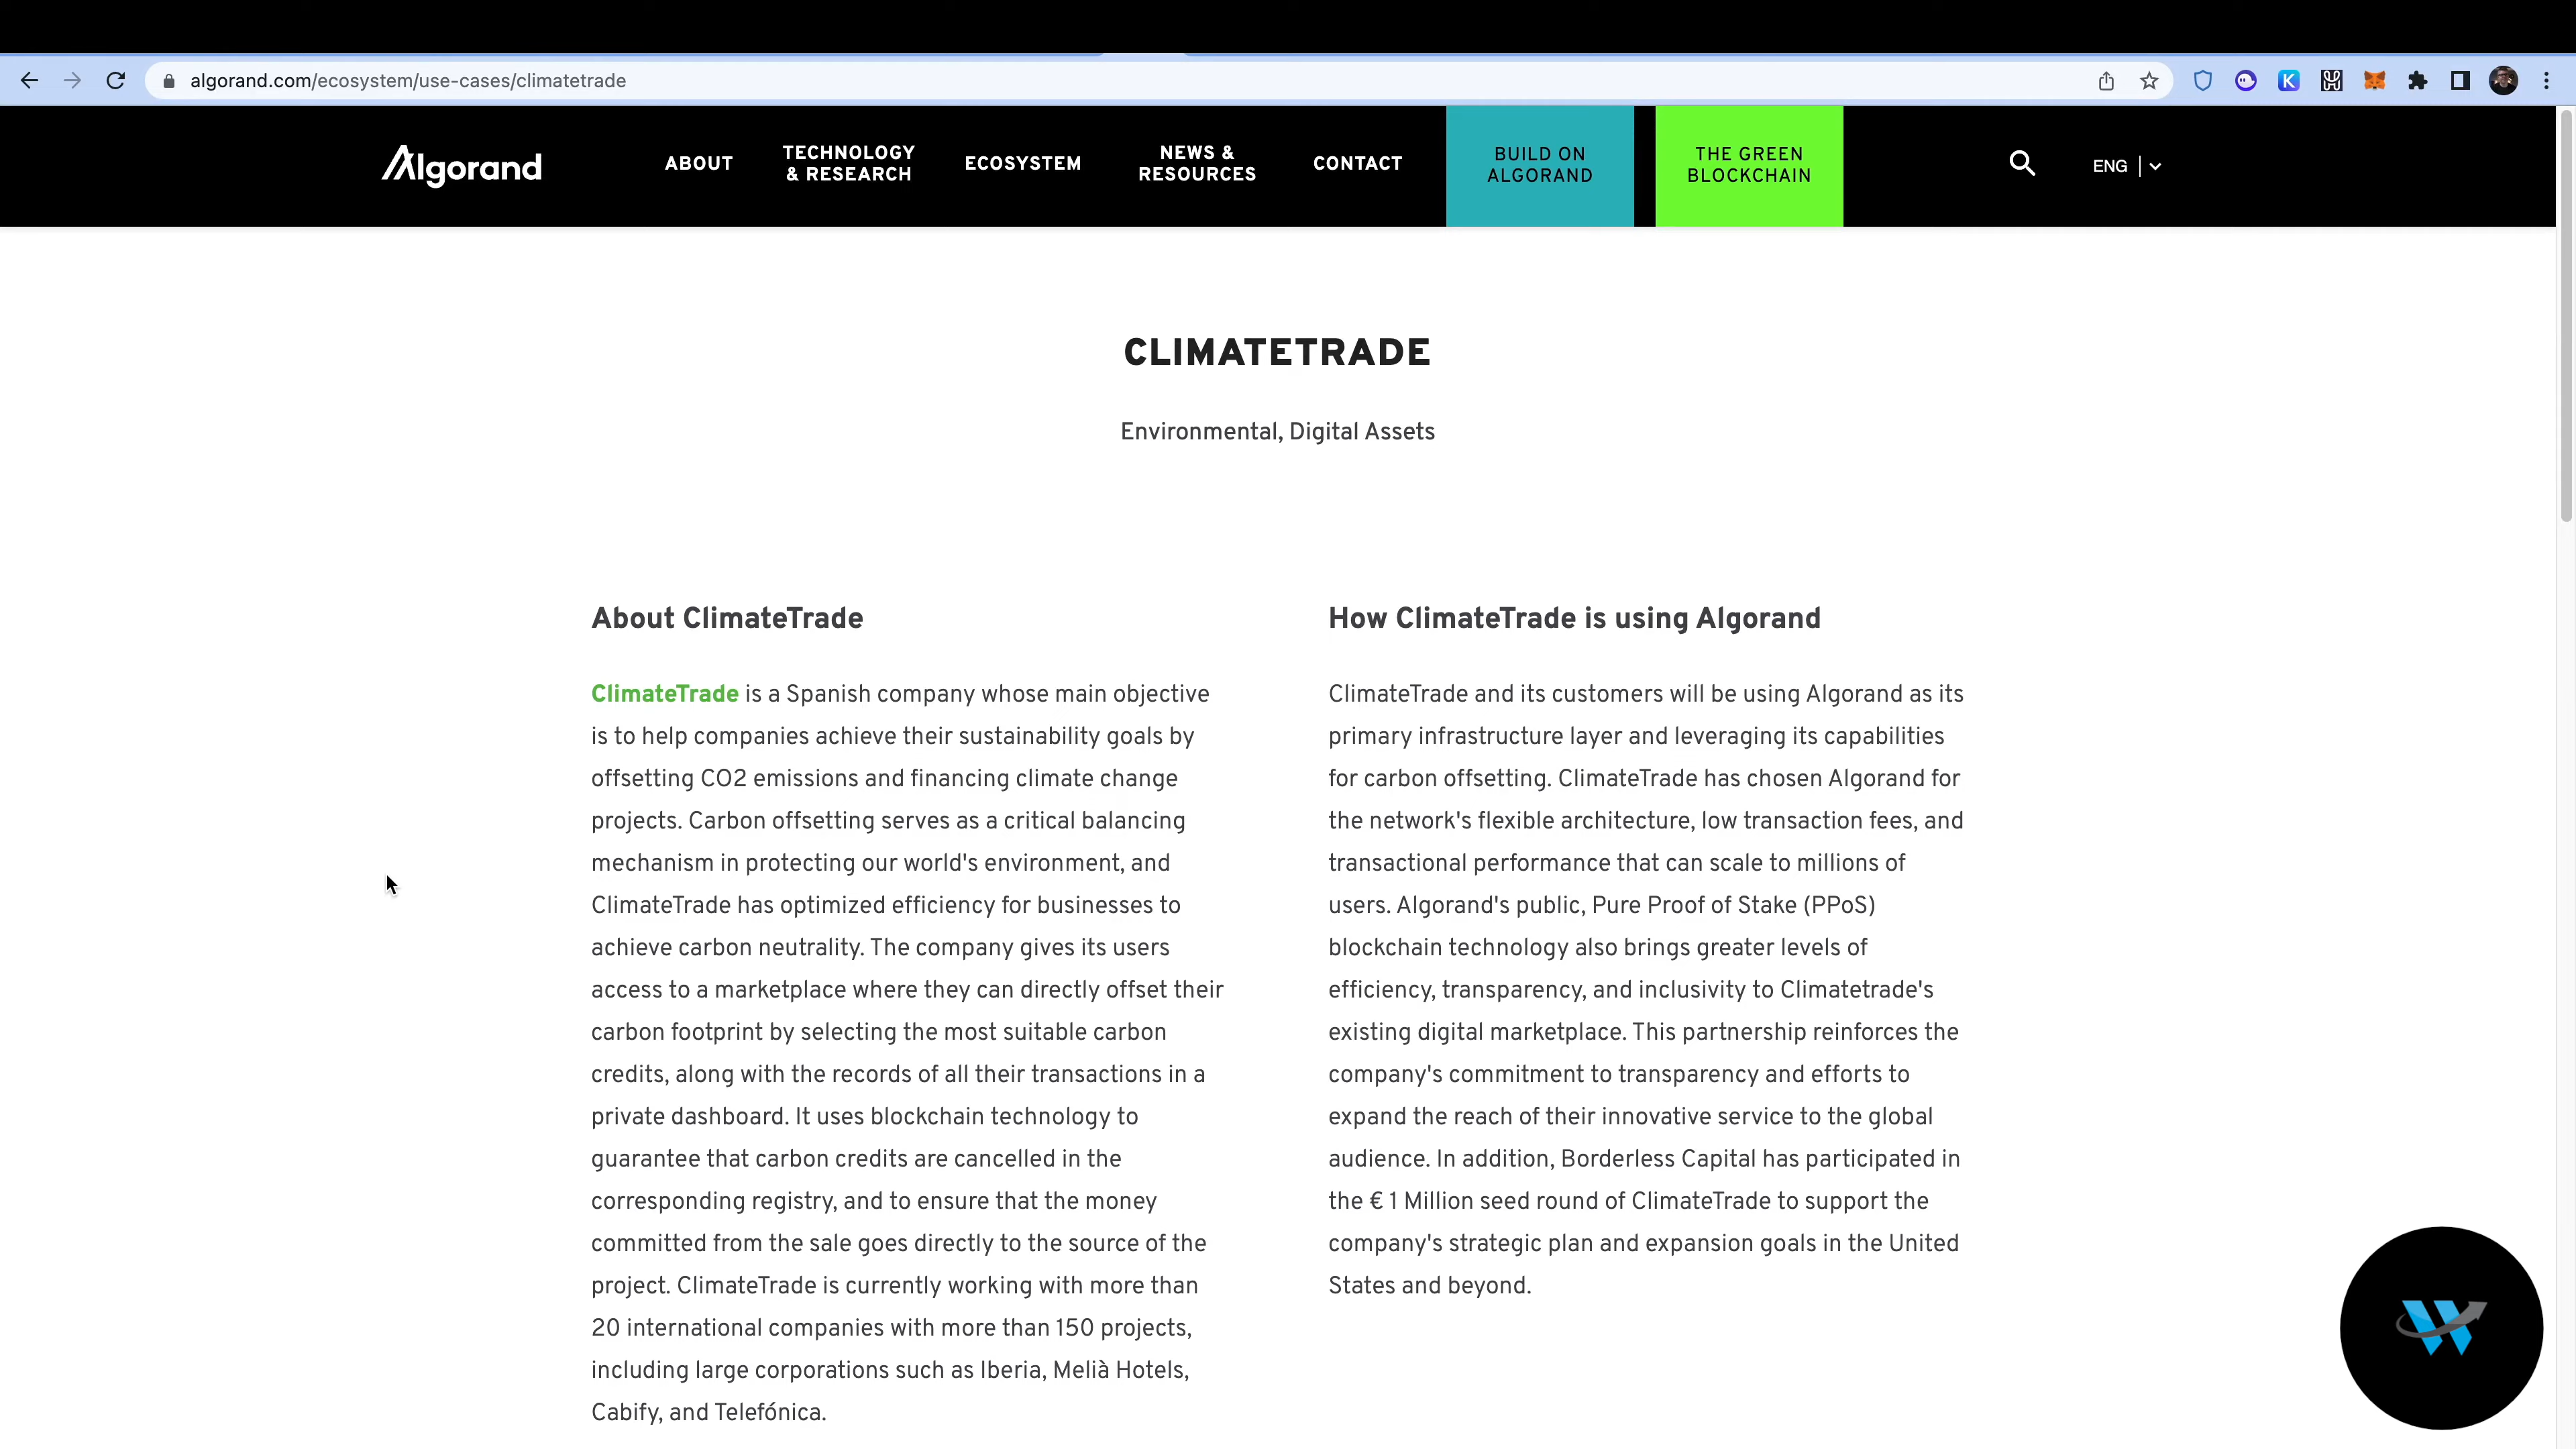 algorand.com/ecosystem/use-cases/climatetrade
Algorand
ABOUT
TECHNOLOGY
& RESEARCH
ECOSYSTEM
NEWS &
RESOURCES
CONTACT
BUILD ON
ALGORAND
THE GREEN
BLOCKCHAIN
ENG
CLIMATETRADE
Environmental, Digital Assets
About ClimateTrade
ClimateTrade is a Spanish company whose main objective
is to help companies achieve their sustainability goals by
offsetting CO2 emissions and financing climate change
projects. Carbon offsetting serves as a critical balancing
mechanism in protecting our world's environment, and
ClimateTrade has optimized efficiency for businesses to
achieve carbon neutrality. The company gives its users
access to a marketplace where they can directly offset their
carbon footprint by selecting the most suitable carbon
credits, along with the records of all their transactions in a
private dashboard. It uses blockchain technology to
guarantee that carbon credits are cancelled in the
corresponding registry, and to ensure that the money
committed from the sale goes directly to the source of the
project. ClimateTrade is currently working with more than
20 international companies with more than 150 projects,
including large corporations such as Iberia, Melià Hotels,
Cabify, and Telefónica.
How ClimateTrade is using Algorand
ClimateTrade and its customers will be using Algorand as its
primary infrastructure layer and leveraging its capabilities
for carbon offsetting. ClimateTrade has chosen Algorand for
the network's flexible architecture, low transaction fees, and
transactional performance that can scale to millions of
users. Algorand's public, Pure Proof of Stake (PPoS)
blockchain technology also brings greater levels of
efficiency, transparency, and inclusivity to Climatetrade's
existing digital marketplace. This partnership reinforces the
company's commitment to transparency and efforts to
expand the reach of their innovative service to the global
audience. In addition, Borderless Capital has participated in
the € 1 Million seed round of ClimateTrade to support the
company's strategic plan and expansion goals in the United
States and beyond.
W